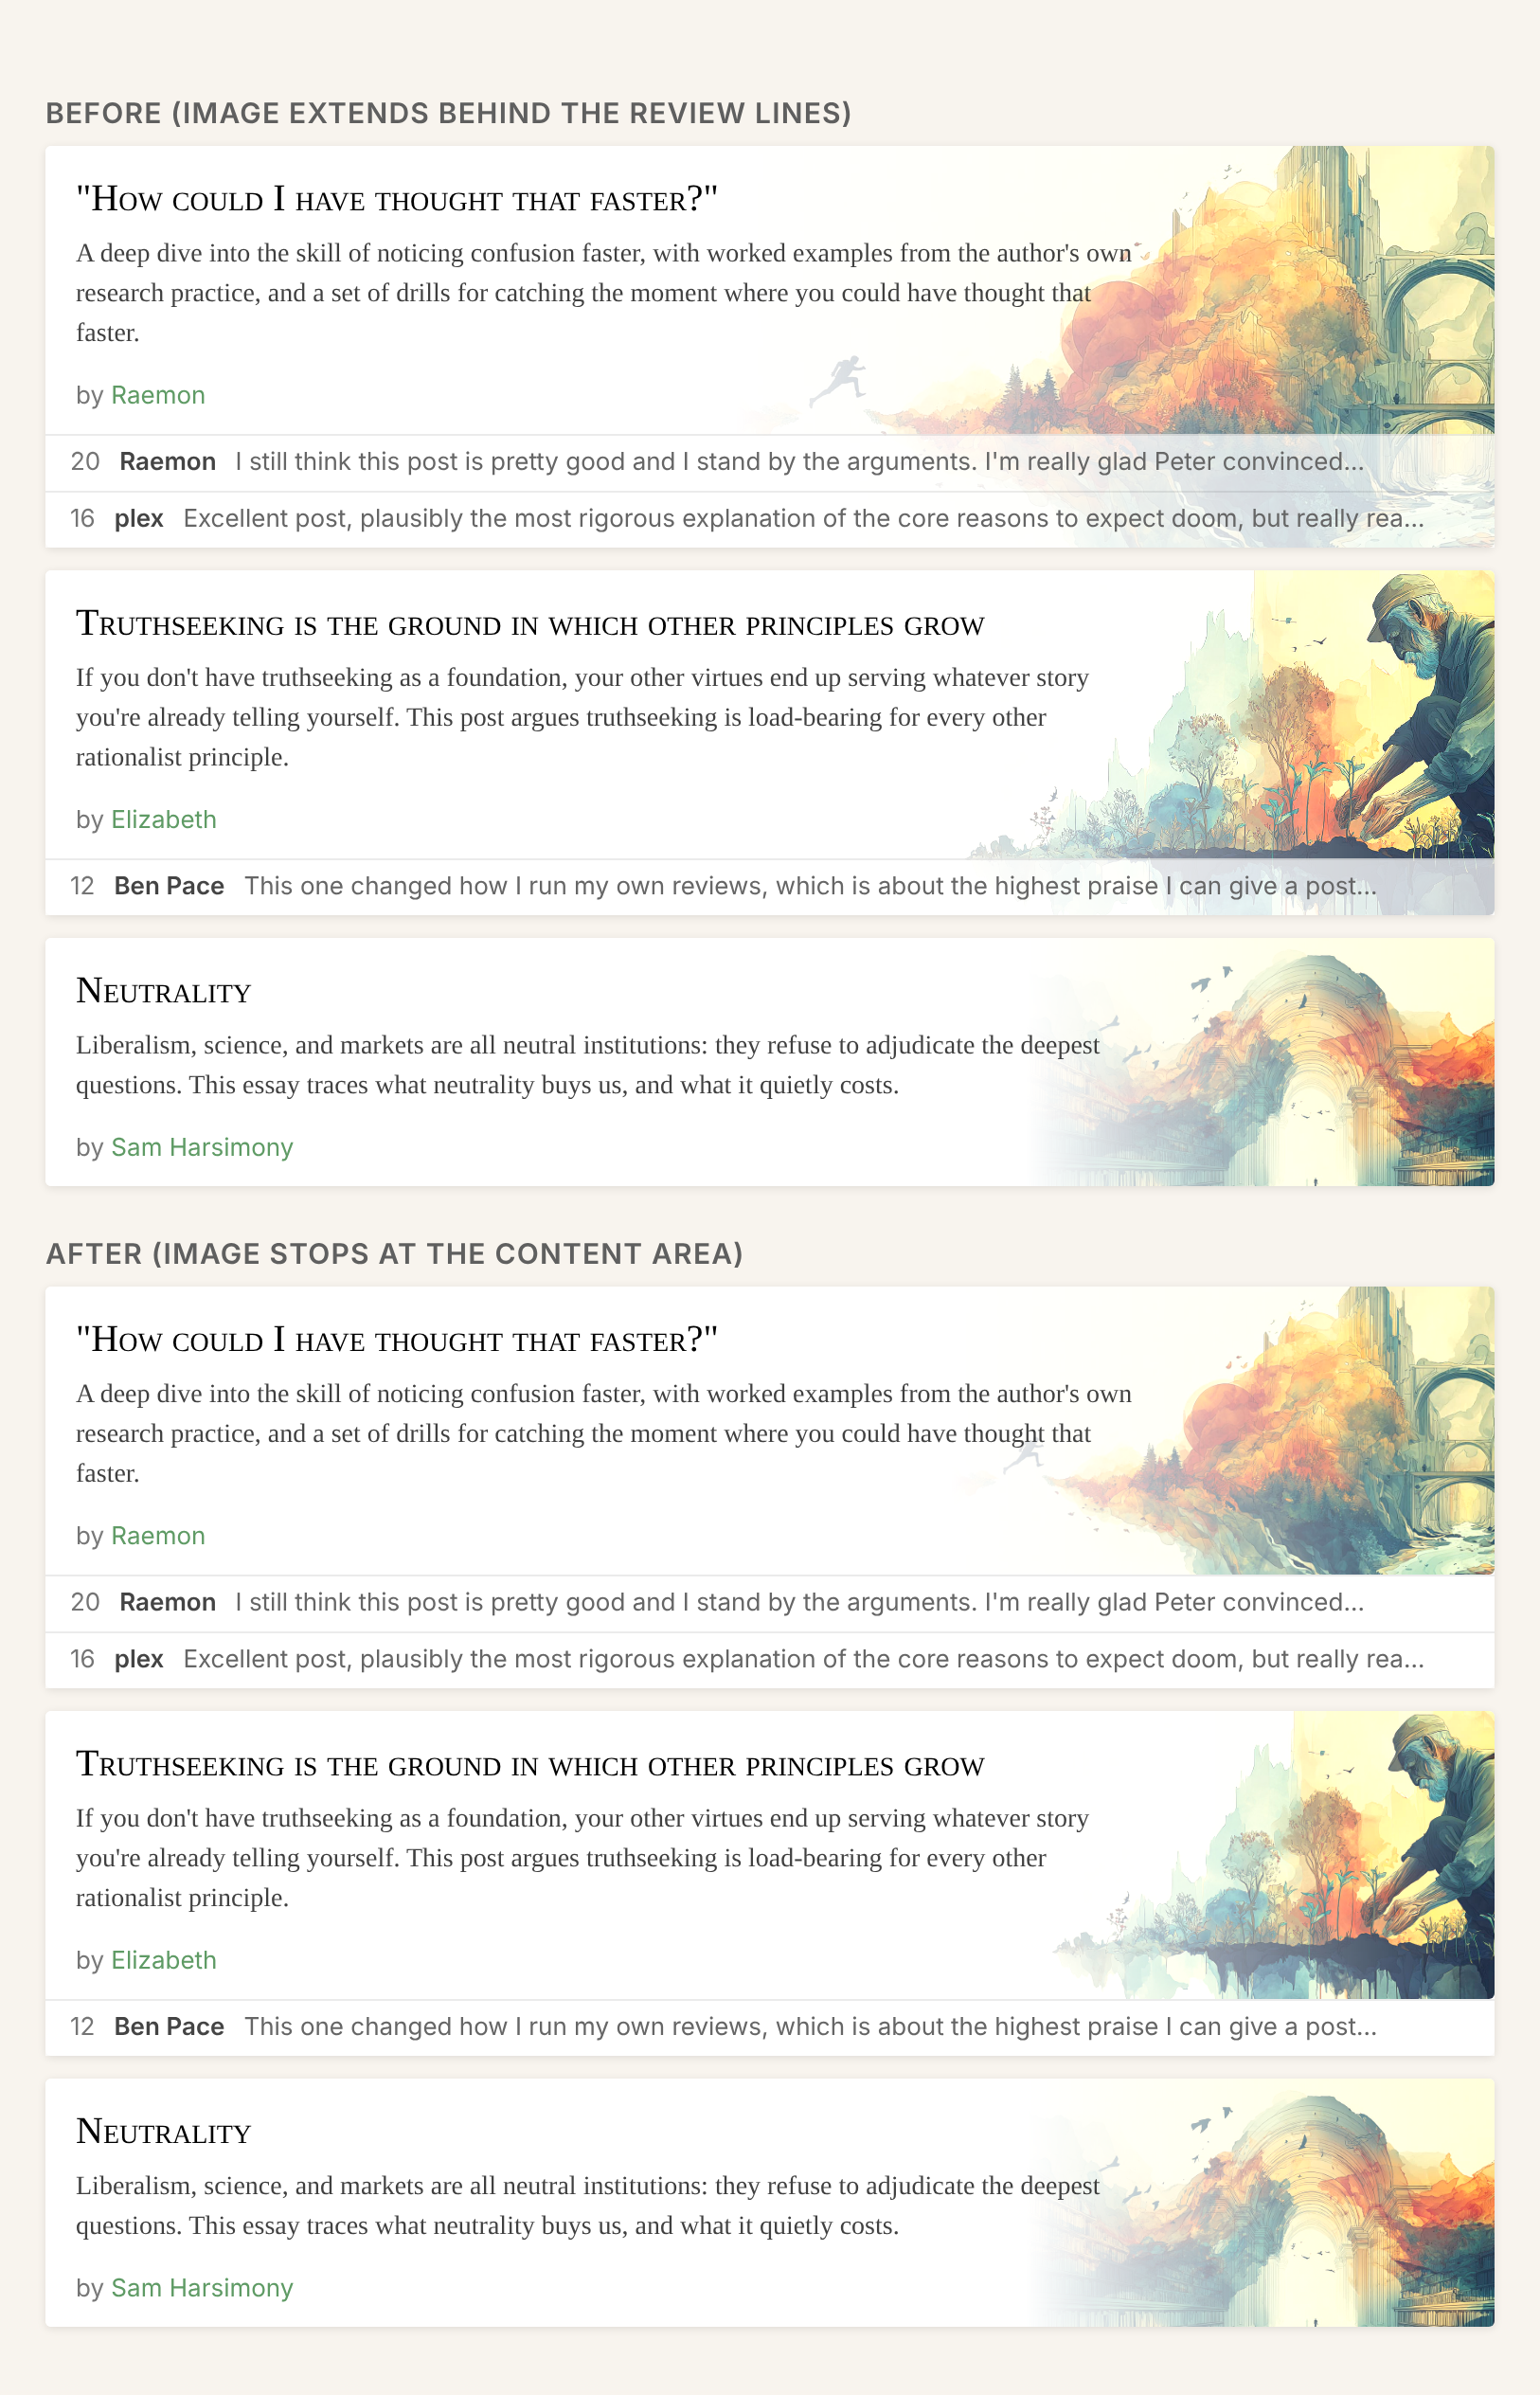 BEFORE (IMAGE EXTENDS BEHIND THE REVIEW LINES)
"How could I have thought that faster?"
A deep dive into the skill of noticing confusion faster, with worked examples from the author's own
research practice, and a set of drills for catching the moment where you could have thought that
faster.
by Raemon
20 Raemon I still think this post is pretty good and I stand by the arguments. I'm really glad Peter convinced...
16 plex Excellent post, plausibly the most rigorous explanation of the core reasons to expect doom, but really rea...
Truthseeking is the ground in which other principles grow
If you don't have truthseeking as a foundation, your other virtues end up serving whatever story
you're already telling yourself. This post argues truthseeking is load-bearing for every other
rationalist principle.
by Elizabeth
12 Ben Pace This one changed how I run my own reviews, which is about the highest praise I can give a post...
Neutrality
Liberalism, science, and markets are all neutral institutions: they refuse to adjudicate the deepest
questions. This essay traces what neutrality buys us, and what it quietly costs.
by Sam Harsimony
AFTER (IMAGE STOPS AT THE CONTENT AREA)
"How could I have thought that faster?"
A deep dive into the skill of noticing confusion faster, with worked examples from the author's own
research practice, and a set of drills for catching the moment where you could have thought that
faster.
by Raemon
20 Raemon I still think this post is pretty good and I stand by the arguments. I'm really glad Peter convinced...
16 plex Excellent post, plausibly the most rigorous explanation of the core reasons to expect doom, but really rea...
Truthseeking is the ground in which other principles grow
If you don't have truthseeking as a foundation, your other virtues end up serving whatever story
you're already telling yourself. This post argues truthseeking is load-bearing for every other
rationalist principle.
by Elizabeth
12 Ben Pace This one changed how I run my own reviews, which is about the highest praise I can give a post...
Neutrality
Liberalism, science, and markets are all neutral institutions: they refuse to adjudicate the deepest
questions. This essay traces what neutrality buys us, and what it quietly costs.
by Sam Harsimony